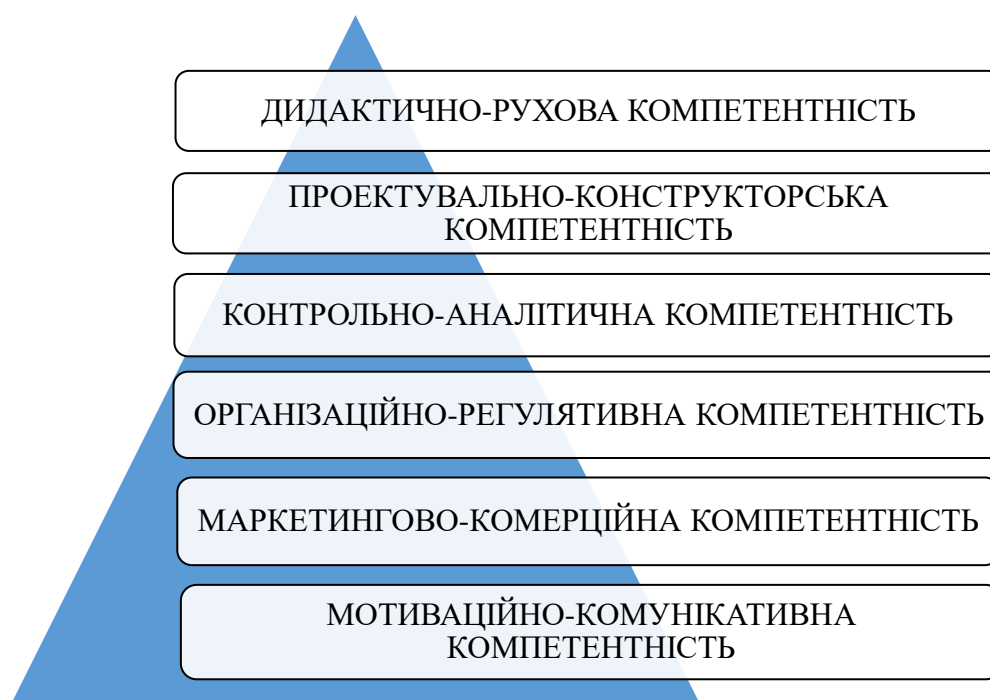 ДИДАКТИЧНО-РУХОВА КОМПЕТЕНТНІСТЬ
ПРОЕКТУВАЛЬНО-КОНСТРУКТОРСЬКА
КОМПЕТЕНТНІСТЬ
КОНТРОЛЬНО-АНАЛІТИЧНА КОМПЕТЕНТНІСТЬ
ОРГАНІЗАЦІЙНО-РЕГУЛЯТИВНА КОМПЕТЕНТНІСТЬ
МАРКЕТИНГОВО-КОМЕРЦІЙНА КОМПЕТЕНТНІСТЬ
МОТИВАЦІЙНО-КОМУНІКАТИВНА
КОМПЕТЕНТНІСТЬ